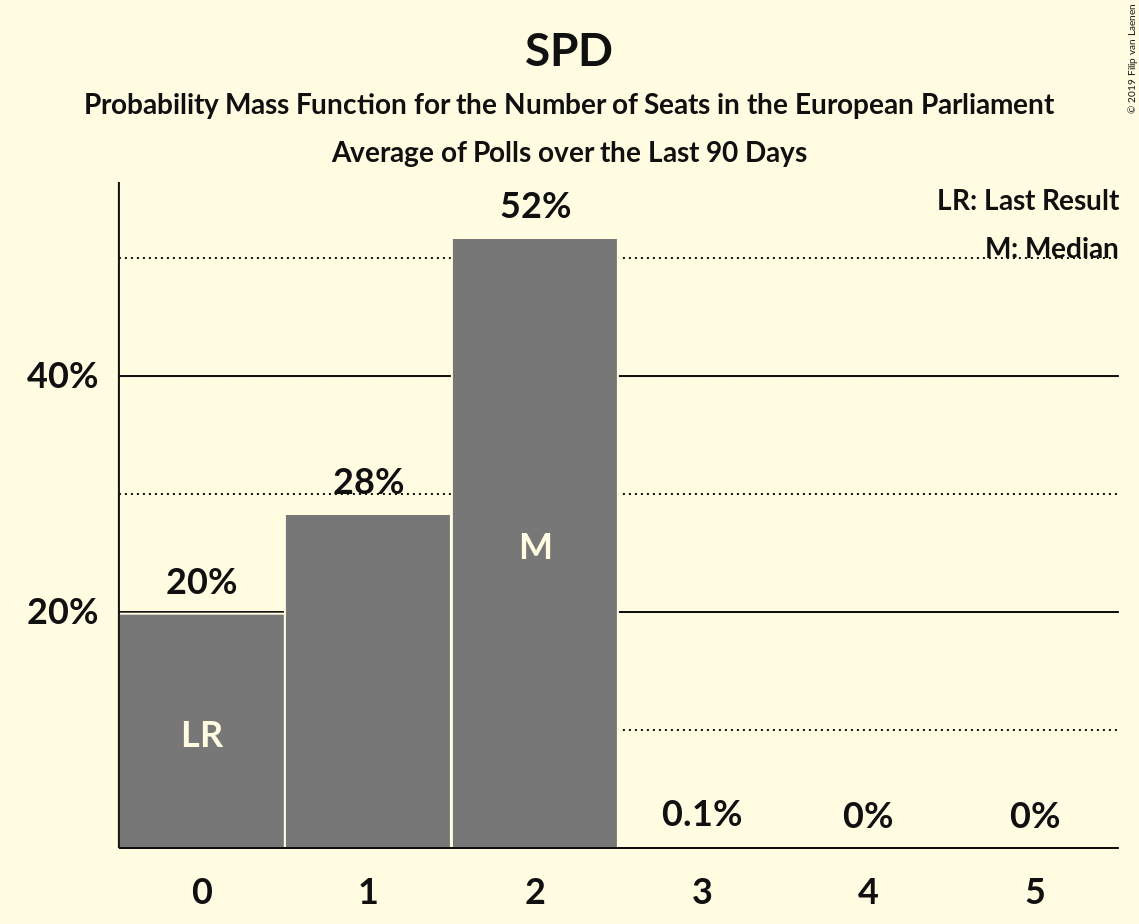 SPD
Probability Mass Function for the Number of Seats in the European Parliament
Average of Polls over the Last 90 Days
© 2019 Filip van Laenen
LR: Last Result
M: Median
52%
40%
28%
M
20%
20%
LR
0.1%
0%
0%
0
1
2
3
4
5